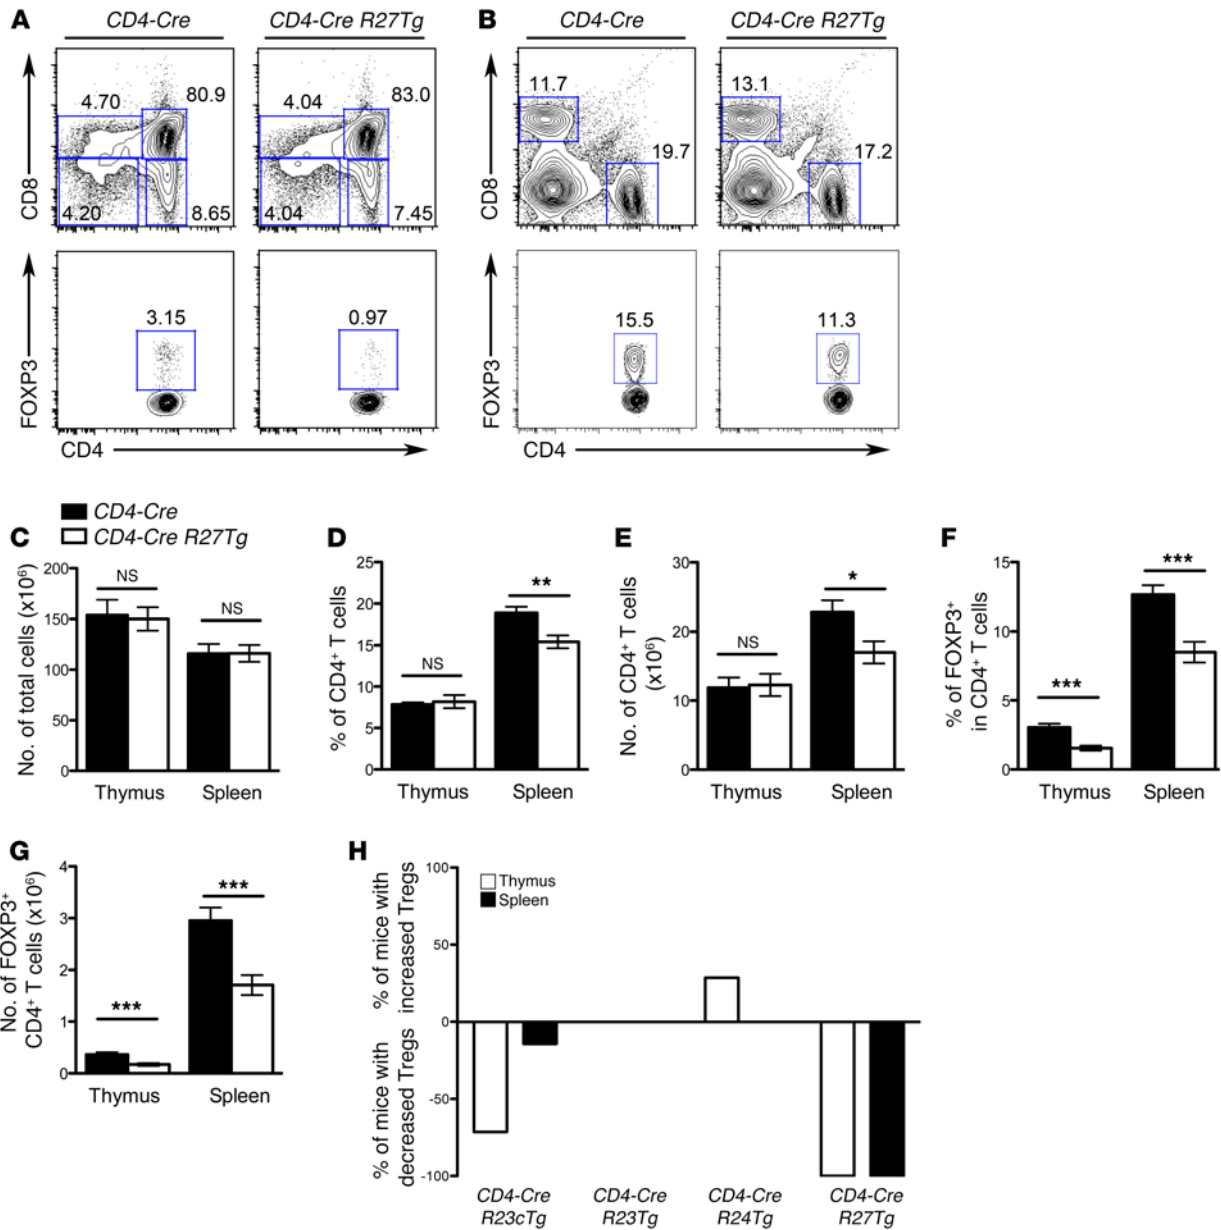 A CD4-Cre CD4-Cre R27Tg B CD4-Cre CD4-Cre R27Tg
CD8
4.70 80.9
4.20 8.65
4.04 83.0
4.04 7.45
CD8
11.7
19.7
13.1
17.2
FOXP3
3.15
0.97
FOXP3
15.5
11.3
CD4
CD4
CD4-Cre
CD4-Cre R27Tg
C
No. of total cells (x10⁶)
200
150
100
50
0
NS
NS
Thymus Spleen
D
% of CD4⁺ T cells
25
20
15
10
5
0
NS
**
Thymus Spleen
E
No. of CD4⁺ T cells
(x10⁶)
30
20
10
0
NS
*
Thymus Spleen
F
% of FOXP3⁺
in CD4⁺ T cells
15
10
5
0
***
***
Thymus Spleen
G
No. of FOXP3⁺
CD4⁺ T cells (x10⁶)
4
3
2
1
0
***
***
Thymus Spleen
H
% of mice with
increased Tregs
% of mice with
decreased Tregs
100
50
0
-50
-100
Thymus
Spleen
CD4-Cre
R23cTg
CD4-Cre
R23Tg
CD4-Cre
R24Tg
CD4-Cre
R27Tg